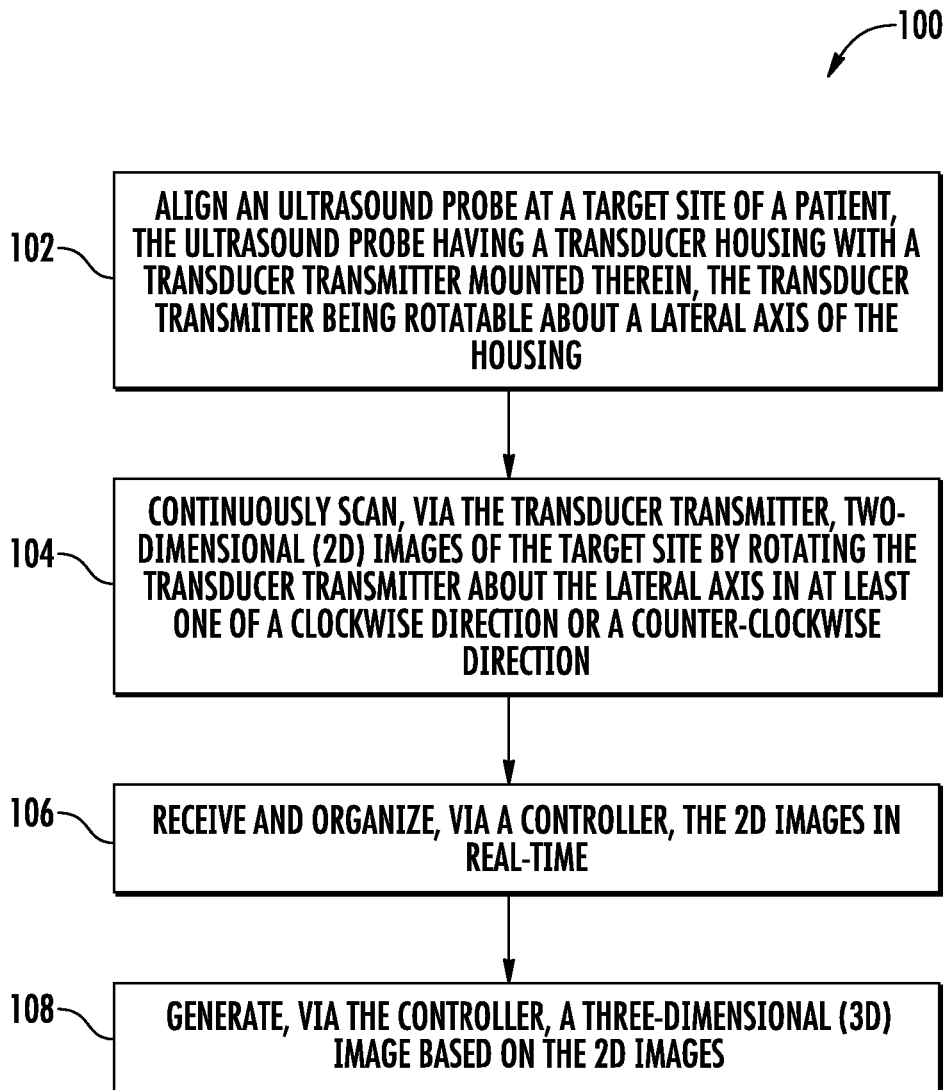 100
102
ALIGN AN ULTRASOUND PROBE AT A TARGET SITE OF A PATIENT,
THE ULTRASOUND PROBE HAVING A TRANSDUCER HOUSING WITH A
TRANSDUCER TRANSMITTER MOUNTED THEREIN, THE TRANSDUCER
TRANSMITTER BEING ROTATABLE ABOUT A LATERAL AXIS OF THE
HOUSING
104
CONTINUOUSLY SCAN, VIA THE TRANSDUCER TRANSMITTER, TWO-
DIMENSIONAL (2D) IMAGES OF THE TARGET SITE BY ROTATING THE
TRANSDUCER TRANSMITTER ABOUT THE LATERAL AXIS IN AT LEAST
ONE OF A CLOCKWISE DIRECTION OR A COUNTER-CLOCKWISE
DIRECTION
106
RECEIVE AND ORGANIZE, VIA A CONTROLLER, THE 2D IMAGES IN
REAL-TIME
108
GENERATE, VIA THE CONTROLLER, A THREE-DIMENSIONAL (3D)
IMAGE BASED ON THE 2D IMAGES